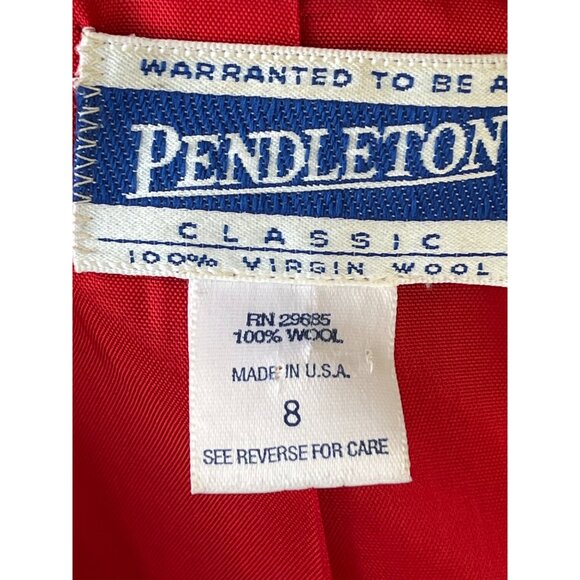 WARRANTED TO BE A
PENDLETON
CLASSIC
100% VIRGIN WOOL
RN 29685
100% WOOL
MADE IN U.S.A.
8
SEE REVERSE FOR CARE